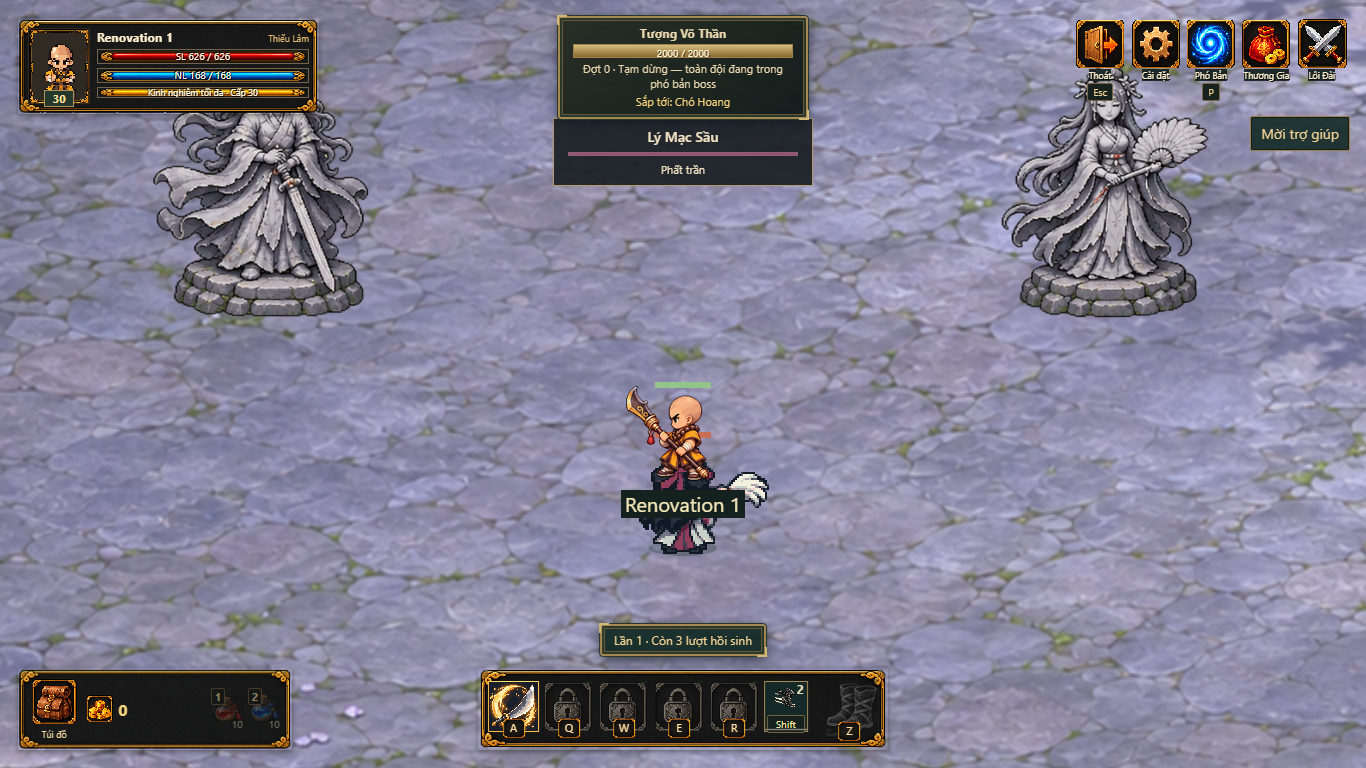 Renovation 1
Thiếu Lâm
SL 626 / 626
NL 168 / 168
Kinh nghiệm tối đa - Cấp 30
30
Tượng Võ Thần
2000 / 2000
Đợt 0 · Tạm dừng — toàn đội đang trong
phó bản boss
Sắp tới: Chó Hoang
Lý Mạc Sầu
Phất trần
Thoát
Cài đặt
Phó Bản
Thương Gia
Lôi Đài
Esc
P
Mời trợ giúp
Renovation 1
Lần 1 · Còn 3 lượt hồi sinh
Túi đồ
0
1
10
2
10
A
Q
W
E
R
2
Shift
Z